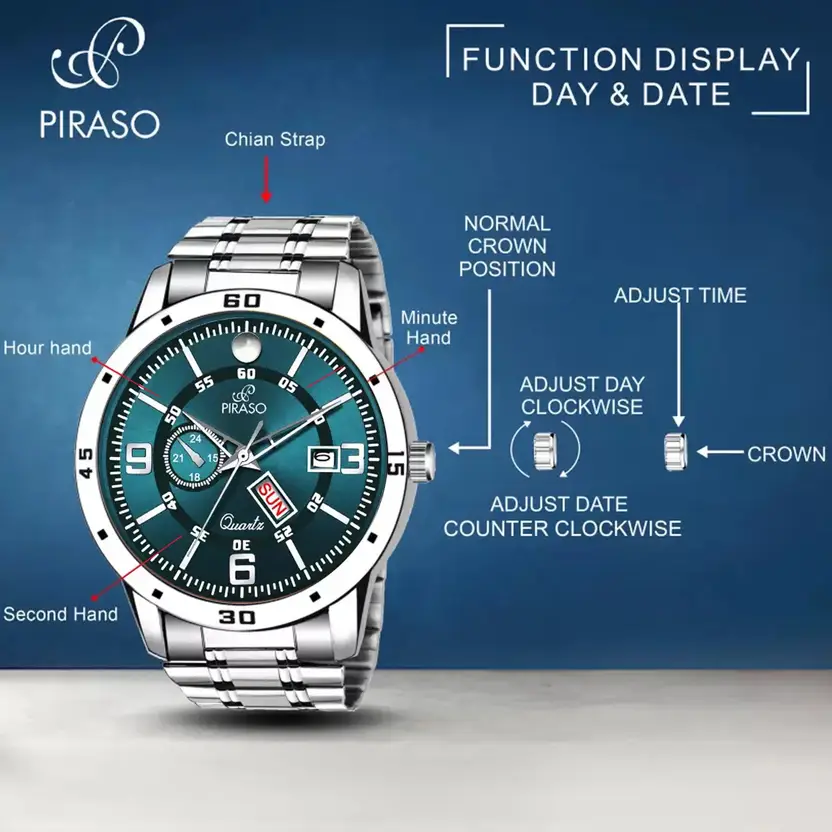 PIRASO
FUNCTION DISPLAY
DAY & DATE
Chian Strap
NORMAL
CROWN
POSITION
ADJUST TIME
Minute
Hand
Hour hand
ADJUST DAY
CLOCKWISE
CROWN
ADJUST DATE
COUNTER CLOCKWISE
Second Hand
60
15
30
45
60
05
10
20
25
30
35
40
50
55
PIRASO
9
3
6
24
15
18
21
SUN
Quartz